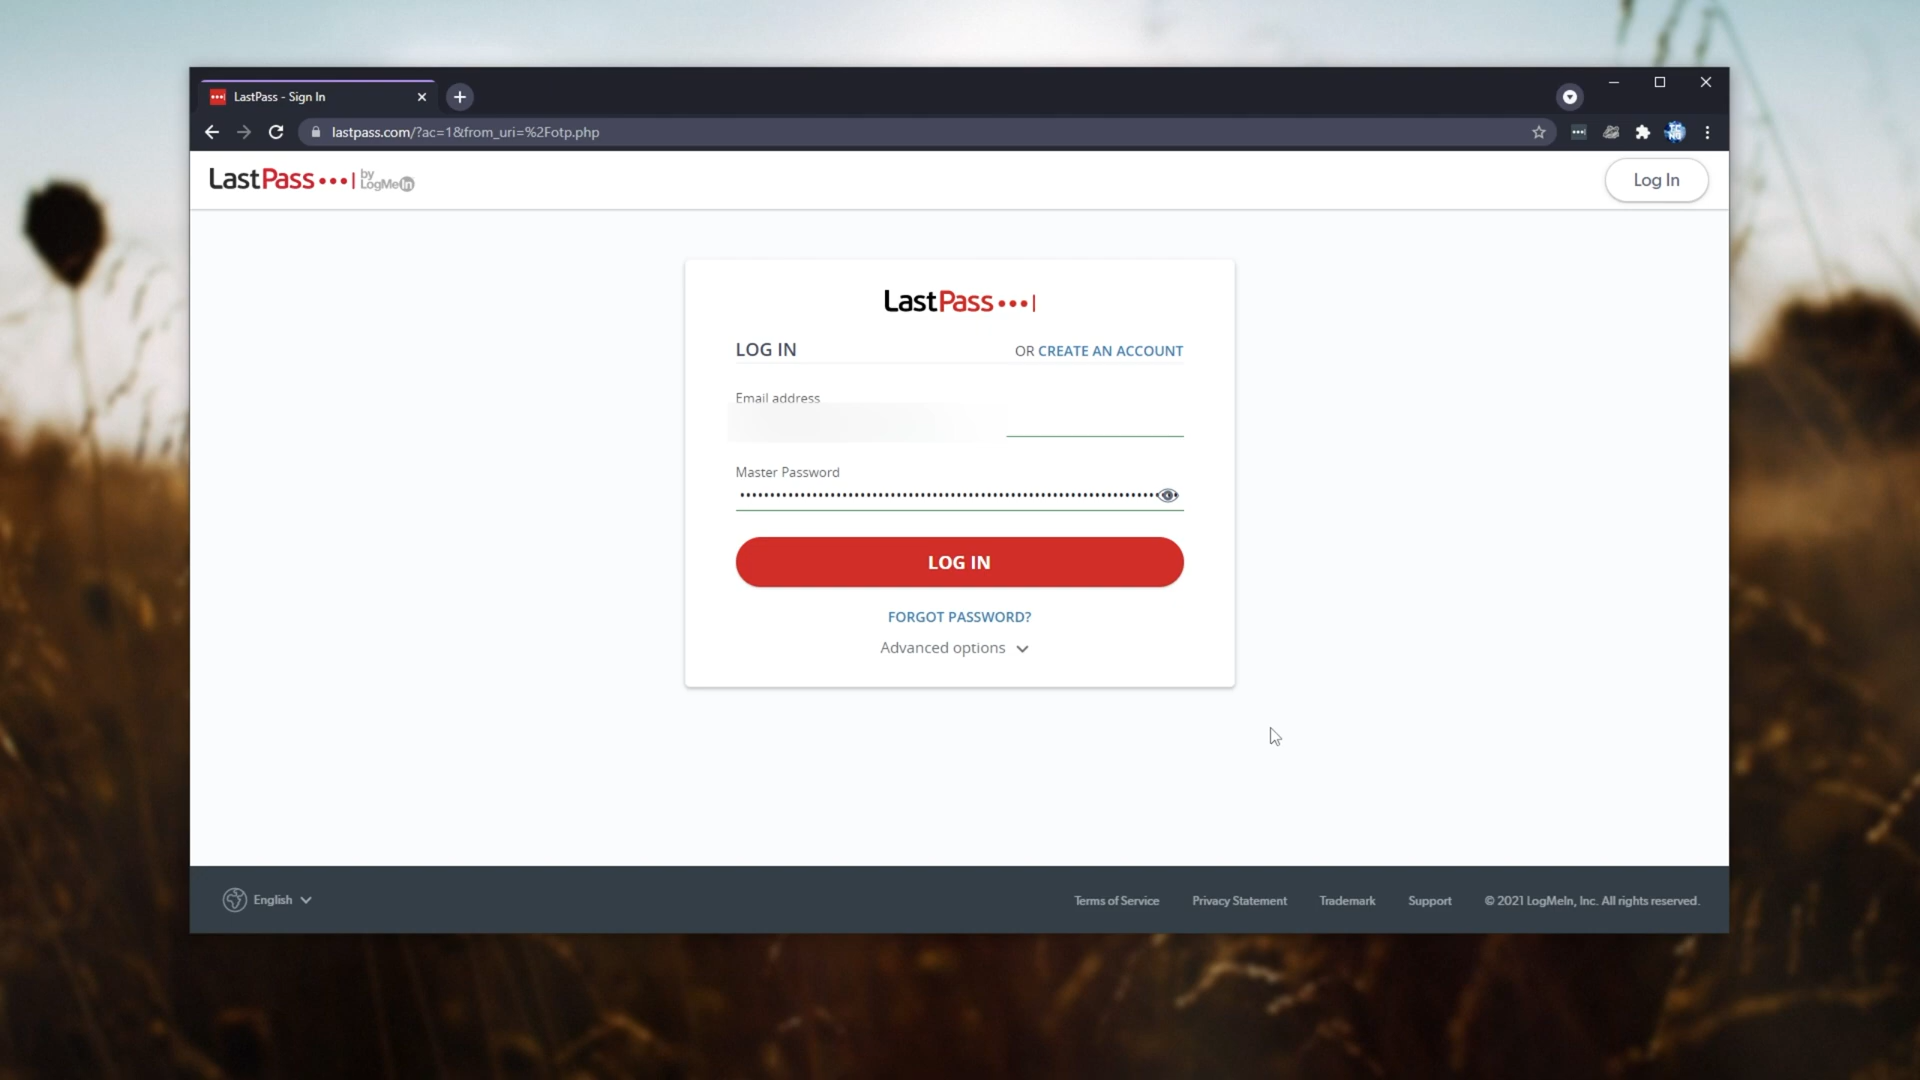 LastPass - Sign In
lastpass.com/?ac=1&from_uri=%2Fotp.php
LastPass by LogMeIn
Log In
LastPass
LOG IN
OR CREATE AN ACCOUNT
Email address
Master Password
LOG IN
FORGOT PASSWORD?
Advanced options
English
Terms of Service
Privacy Statement
Trademark
Support
© 2021 LogMeIn, Inc. All rights reserved.